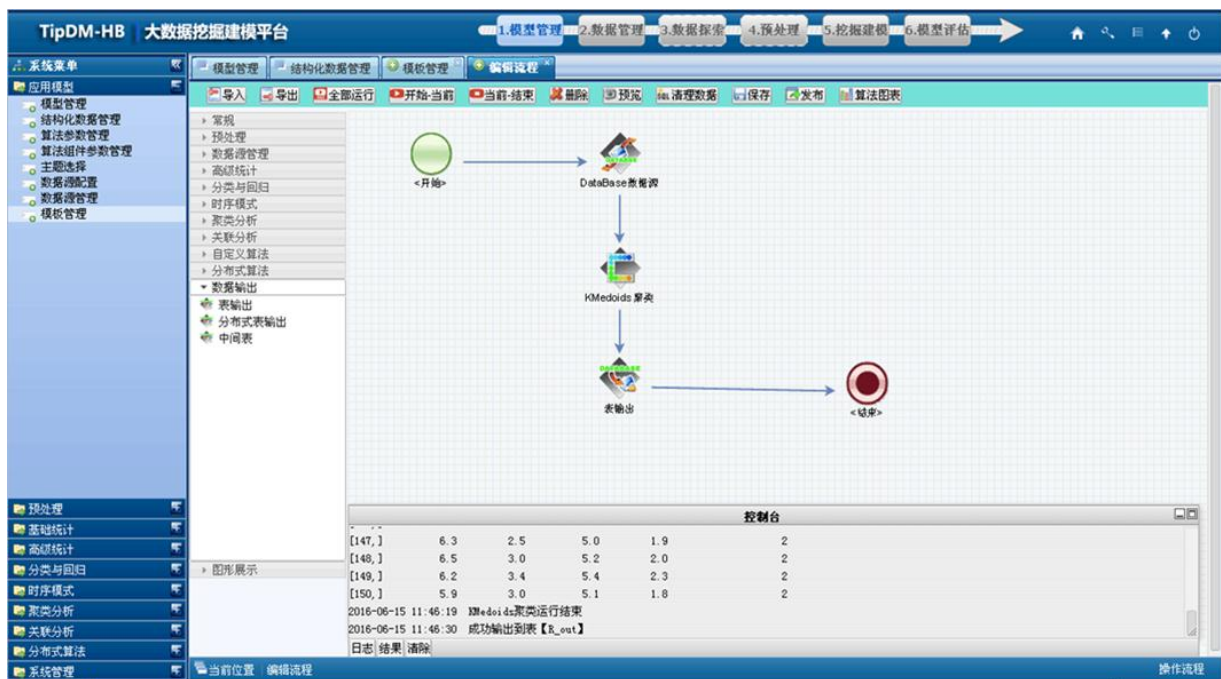 TipDM-HB 大数据挖掘建模平台
1.模型管理 2.数据管理 3.数据探索 4.预处理 5.挖掘建模 6.模型评估
系统菜单
应用模型
模型管理
结构化数据管理
算法参数管理
算法组件参数管理
主题选择
数据源配置
数据源管理
模板管理
预处理
基础统计
高级统计
分类与回归
时序模式
聚类分析
关联分析
分布式算法
系统管理
模型管理 结构化数据管理 模板管理 编辑流程
导入 导出 全部运行 开始-当前 当前-结束 删除 预览 清理数据 保存 发布 算法图表
常规
预处理
数据源管理
高级统计
分类与回归
时序模式
聚类分析
关联分析
自定义算法
分布式算法
数据输出
表输出
分布式表输出
中间表
图形展示
<开始>
DataBase数据源
KMedoids 聚类
表输出
<结束>
控制台
[147,] 6.3 2.5 5.0 1.9 2
[148,] 6.5 3.0 5.2 2.0 2
[149,] 6.2 3.4 5.4 2.3 2
[150,] 5.9 3.0 5.1 1.8 2
2016-06-15 11:46:19 KMedoids聚类运行结束
2016-06-15 11:46:30 成功输出到表【R_out】
日志 结果 清除
当前位置 编辑流程
操作流程